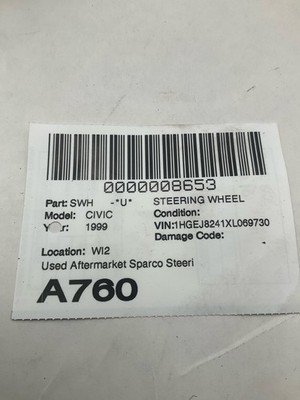 0000008653
Part: SWH -*U* STEERING WHEEL
Model: CIVIC Condition:
1999 VIN:1HGEJ8241XL069730
Damage Code:
Location: WI2
Used Aftermarket Sparco Steeri
A760